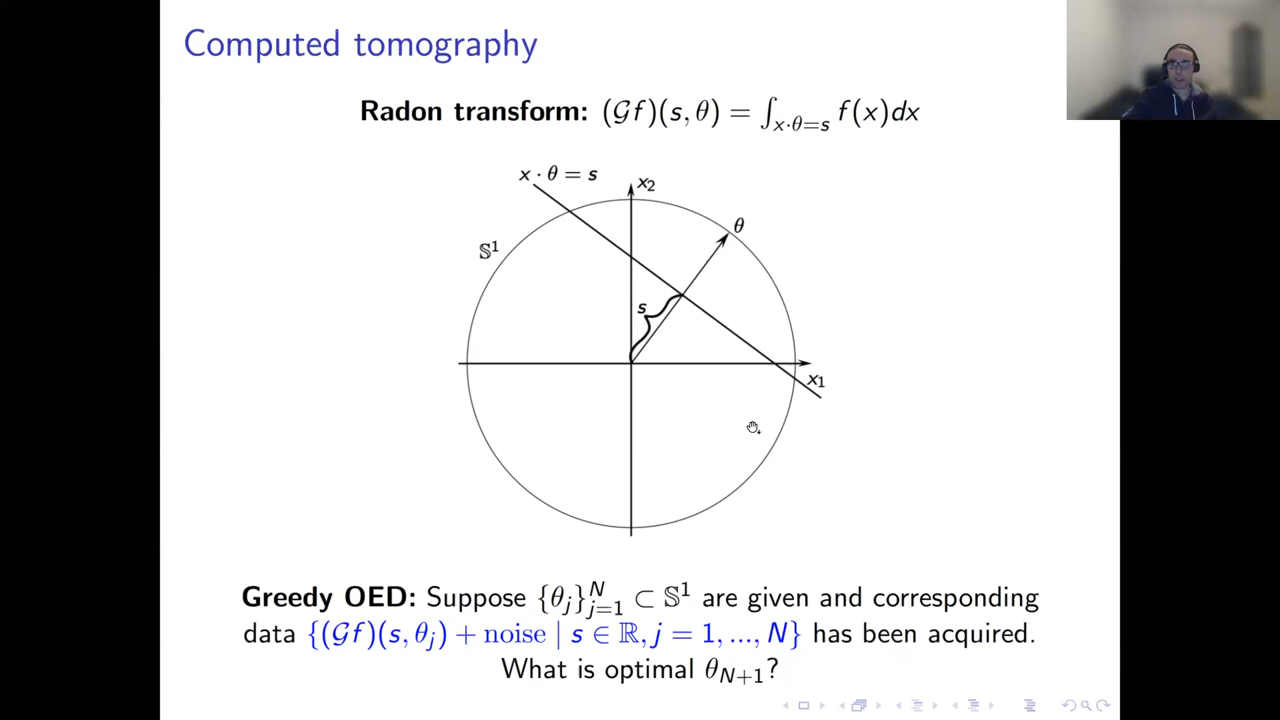 Computed tomography
Radon transform: (𝒢f)(s, θ) = ∫_{x·θ=s} f(x)dx
x · θ = s
x₂
θ
𝕊¹
s
x₁
Greedy OED: Suppose {θⱼ}ᴺⱼ₌₁ ⊂ 𝕊¹ are given and corresponding
data {(𝒢f)(s, θⱼ) + noise | s ∈ ℝ, j = 1, ..., N} has been acquired.
What is optimal θ_{N+1}?